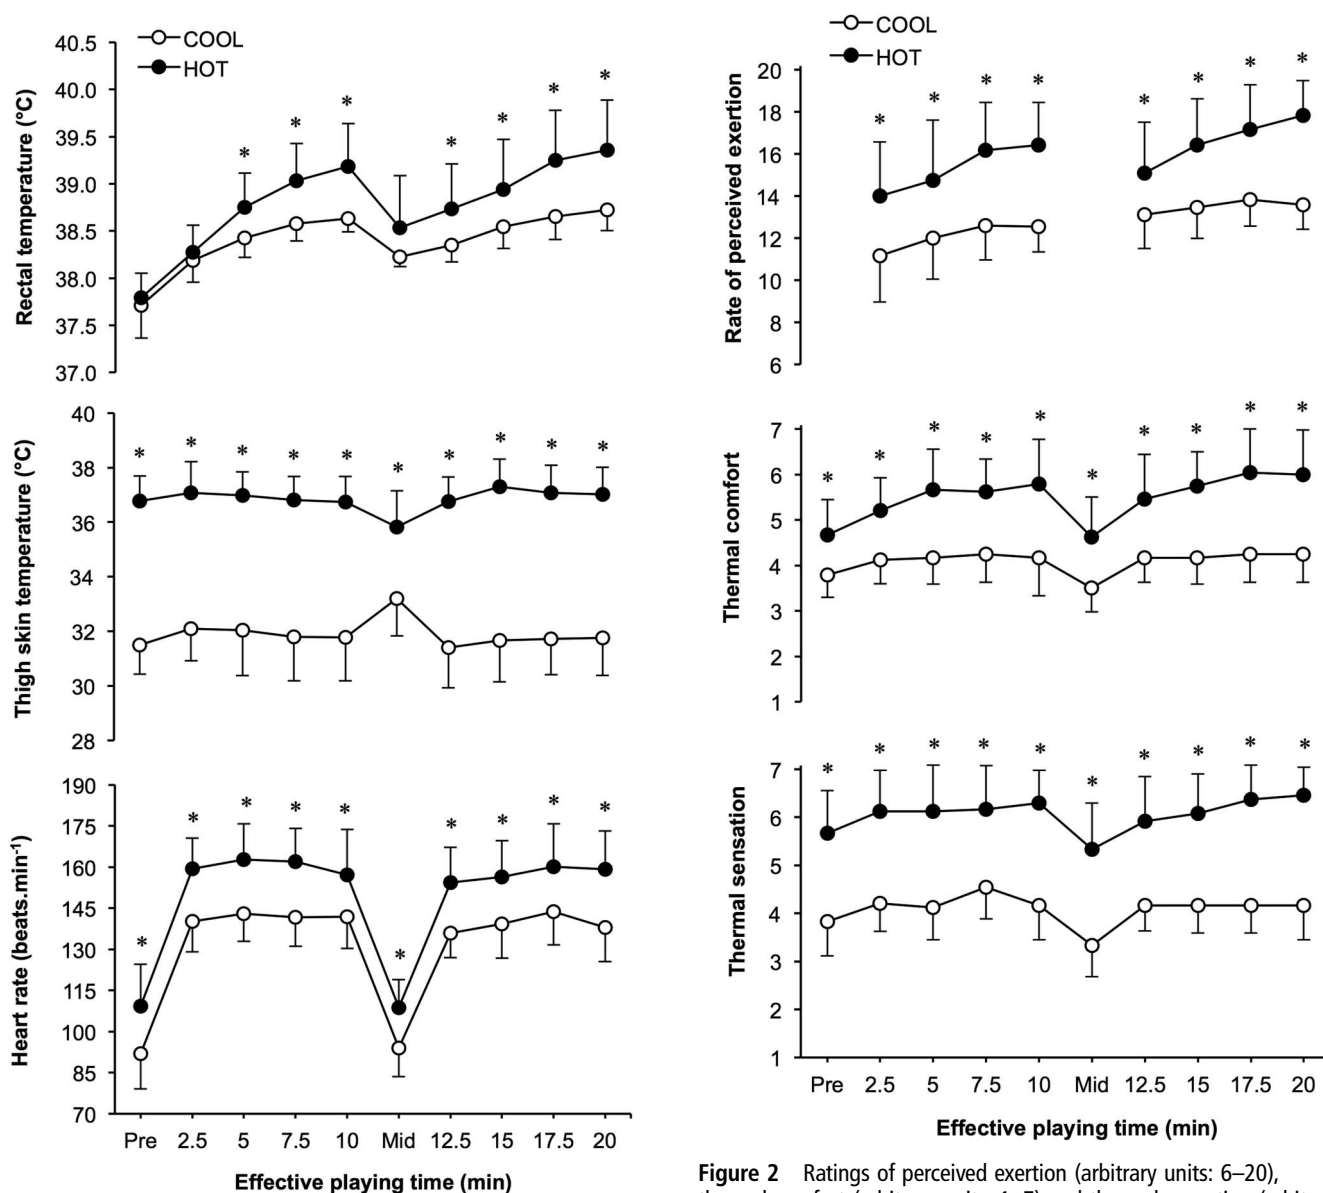 COOL
HOT
Rectal temperature (°C)
40.5
40.0
39.5
39.0
38.5
38.0
37.5
37.0
* * * * * * *
Thigh skin temperature (°C)
40
38
36
34
32
30
28
* * * * * * * * * *
Heart rate (beats.min-1)
190
175
160
145
130
115
100
85
70
* * * * * * * * * *
Pre 2.5 5 7.5 10 Mid 12.5 15 17.5 20
Effective playing time (min)
COOL
HOT
Rate of perceived exertion
20
18
16
14
12
10
8
6
* * * * * * * *
Thermal comfort
7
6
5
4
3
2
1
* * * * * * * * * *
Thermal sensation
7
6
5
4
3
2
1
* * * * * * * * * *
Pre 2.5 5 7.5 10 Mid 12.5 15 17.5 20
Effective playing time (min)
Figure 2 Ratings of perceived exertion (arbitrary units: 6–20),